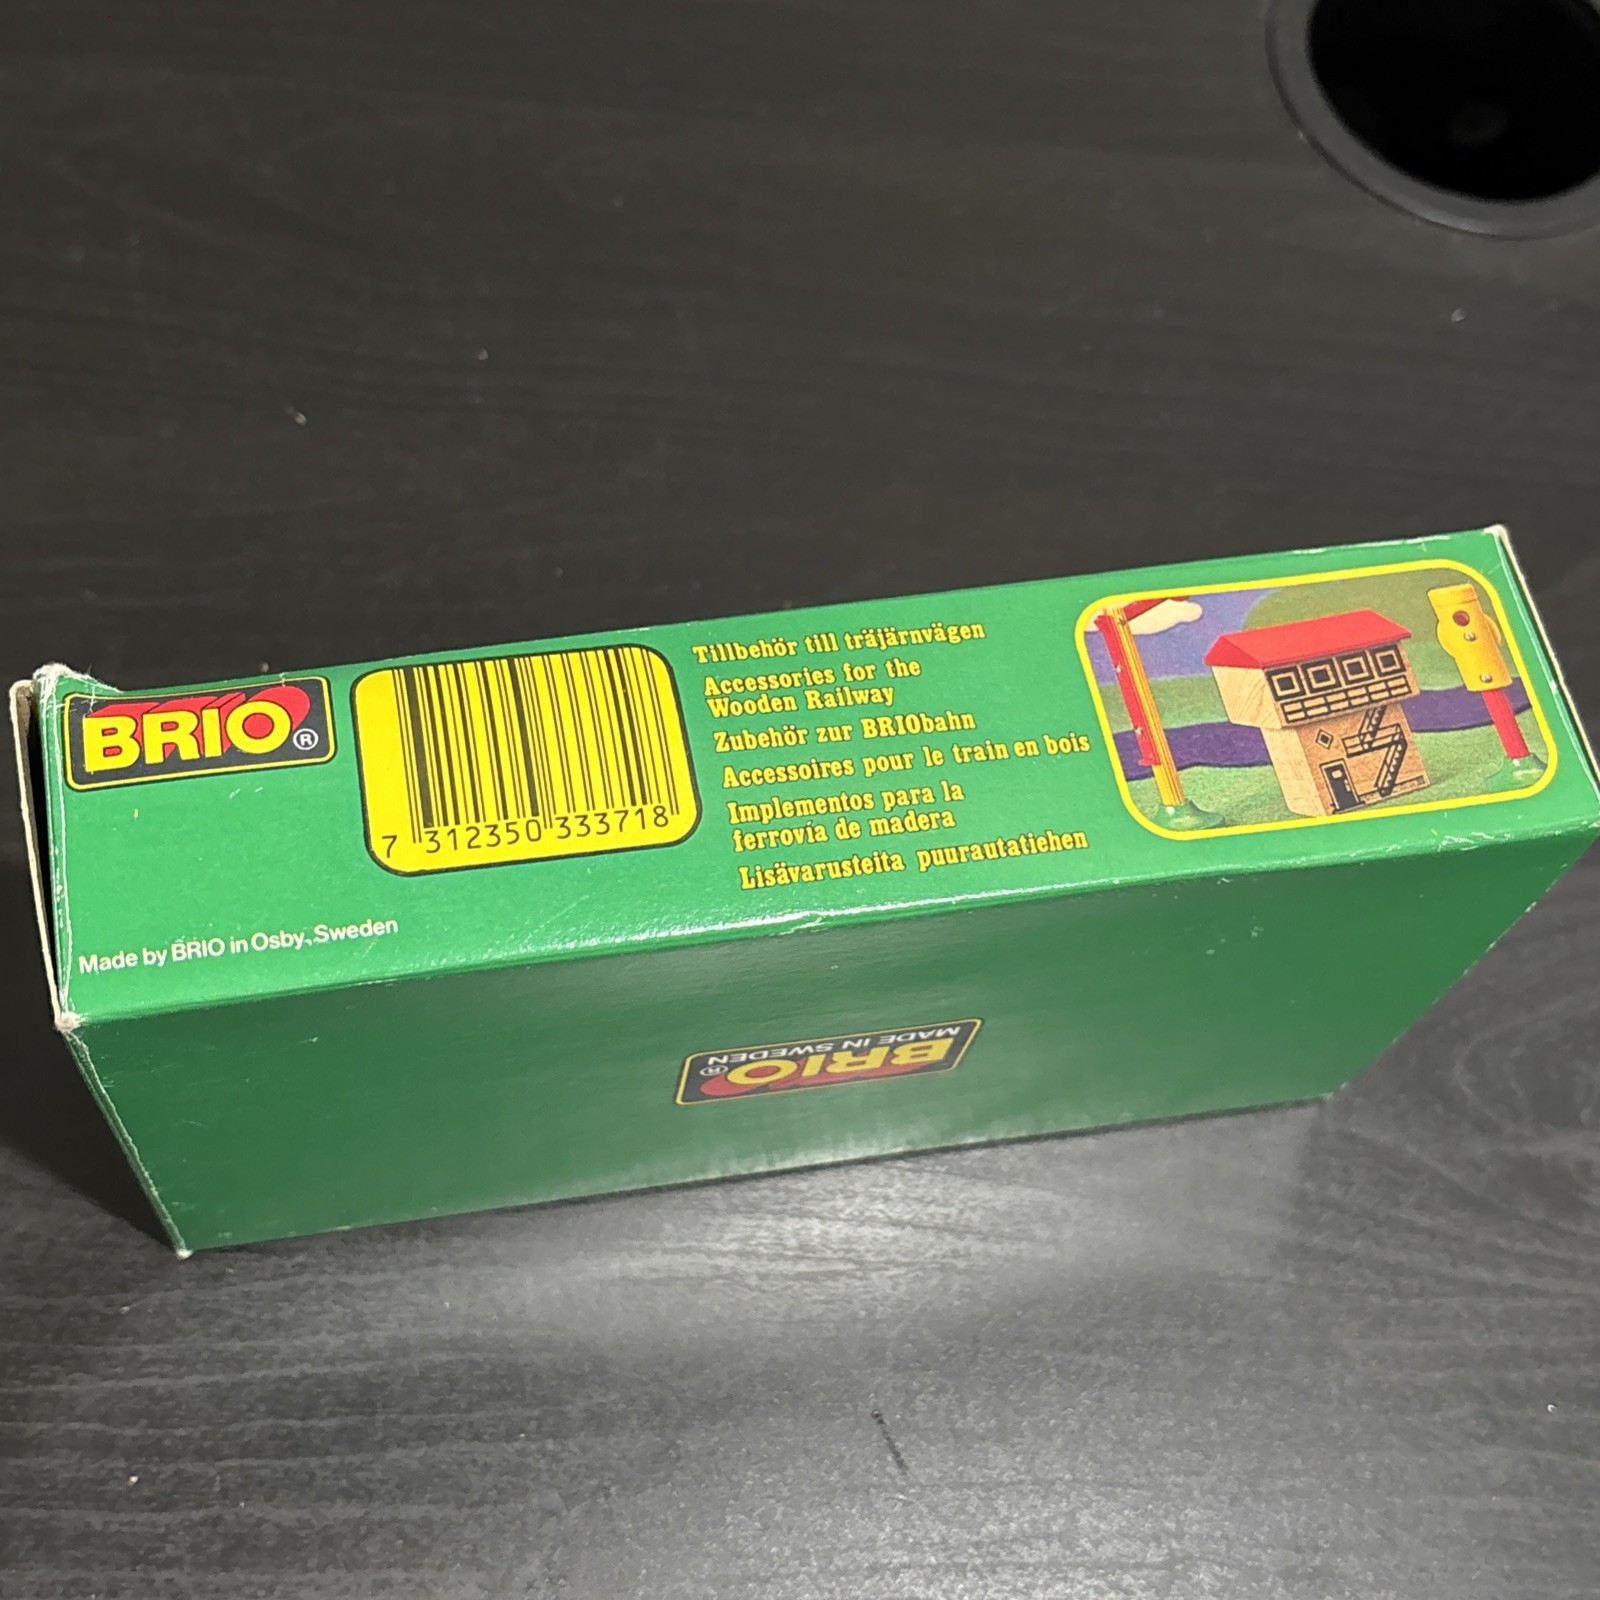 BRIO®
7 312350 333718
Tillbehör till träjärnvägen
Accessories for the
Wooden Railway
Zubehör zur BRIObahn
Accessoires pour le train en bois
Implementos para la
ferrovía de madera
Lisävarusteita puurautatiehen
Made by BRIO in Osby, Sweden
BRIO®
MADE IN SWEDEN